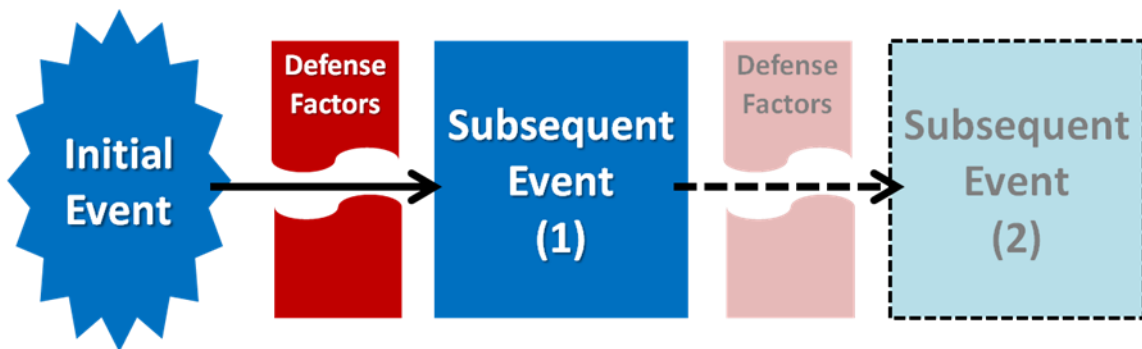 Initial
Event
Defense
Factors
Subsequent
Event
(1)
Defense
Factors
Subsequent
Event
(2)